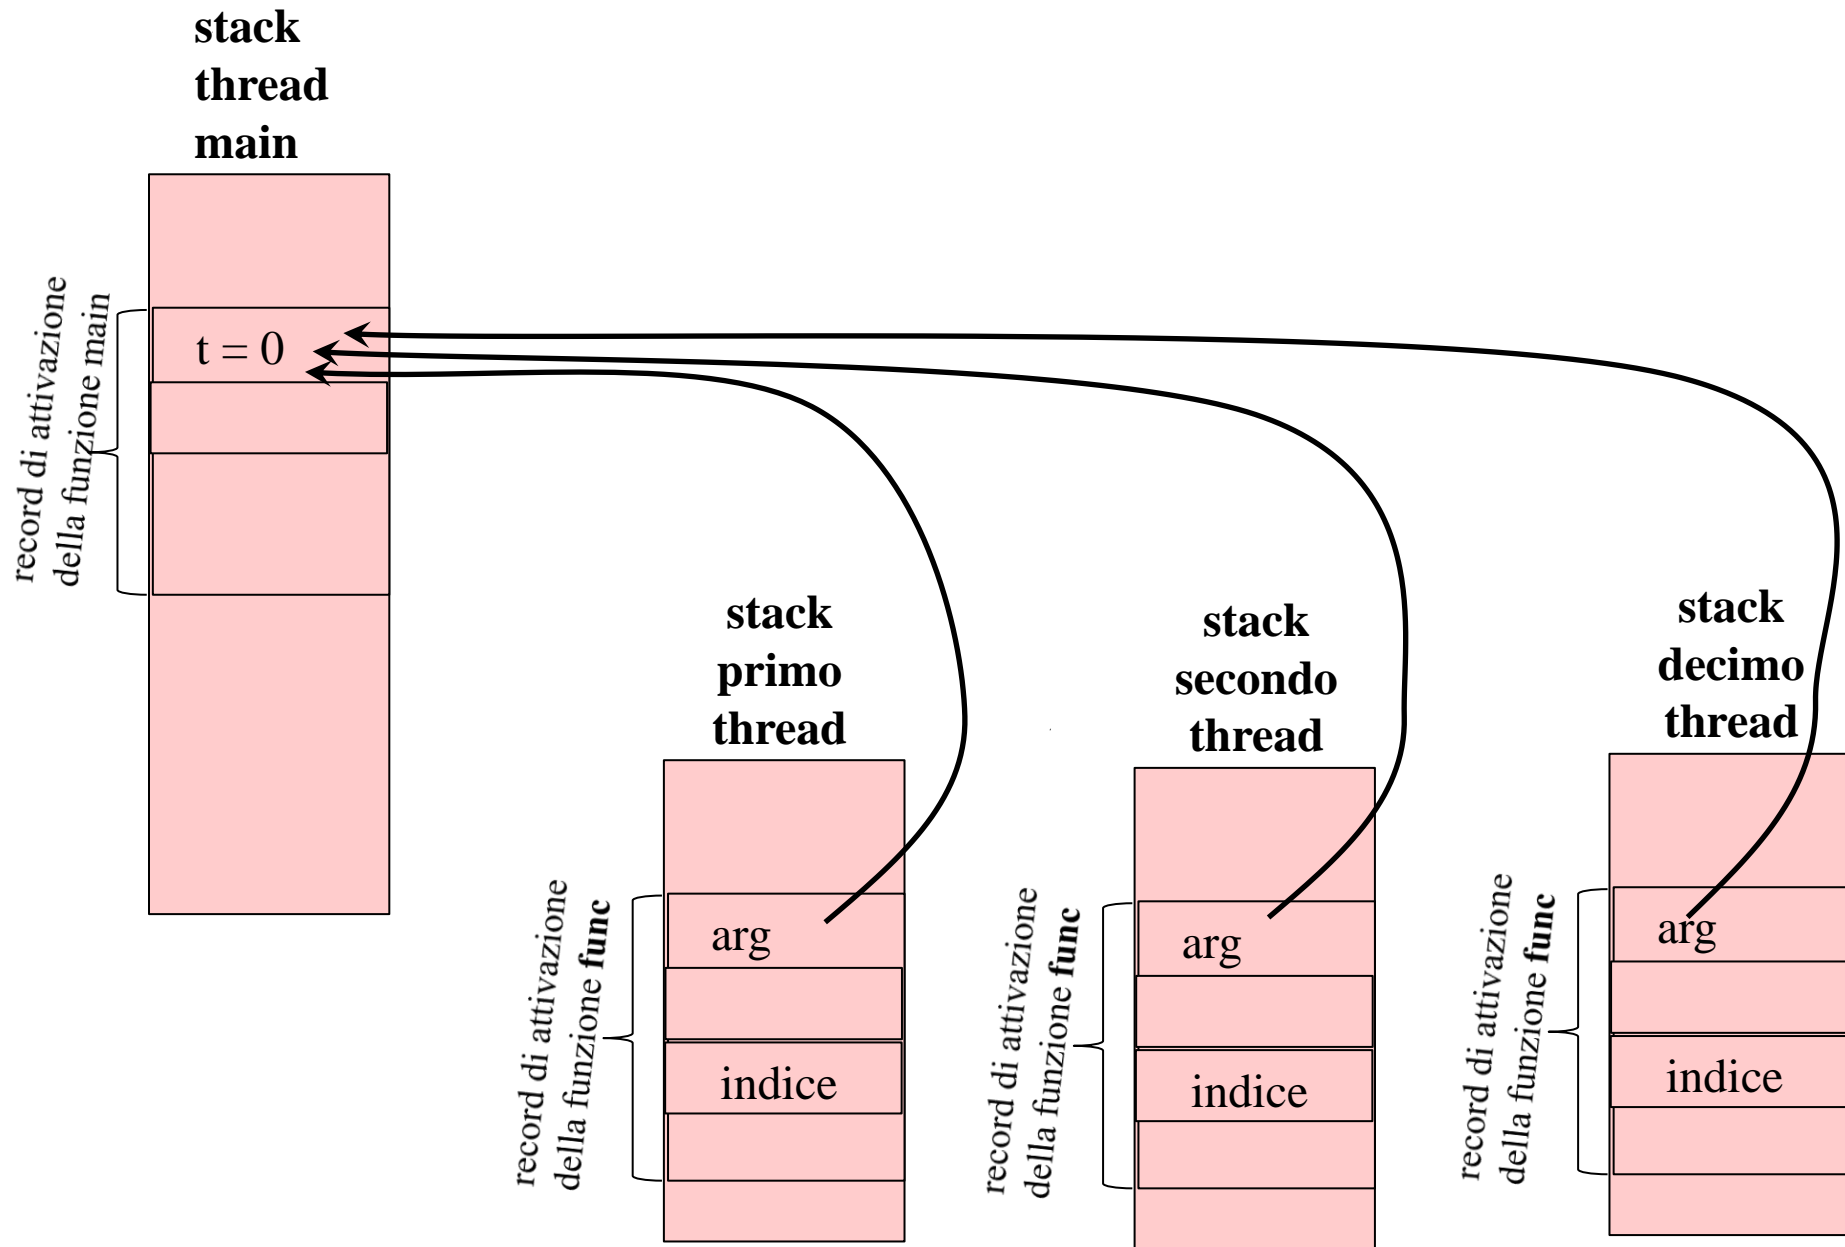 stack
thread
main
record di attivazione
della funzione main
t = 0
stack
primo
thread
record di attivazione
della funzione func
arg
indice
stack
secondo
thread
record di attivazione
della funzione func
arg
indice
stack
decimo
thread
record di attivazione
della funzione func
arg
indice